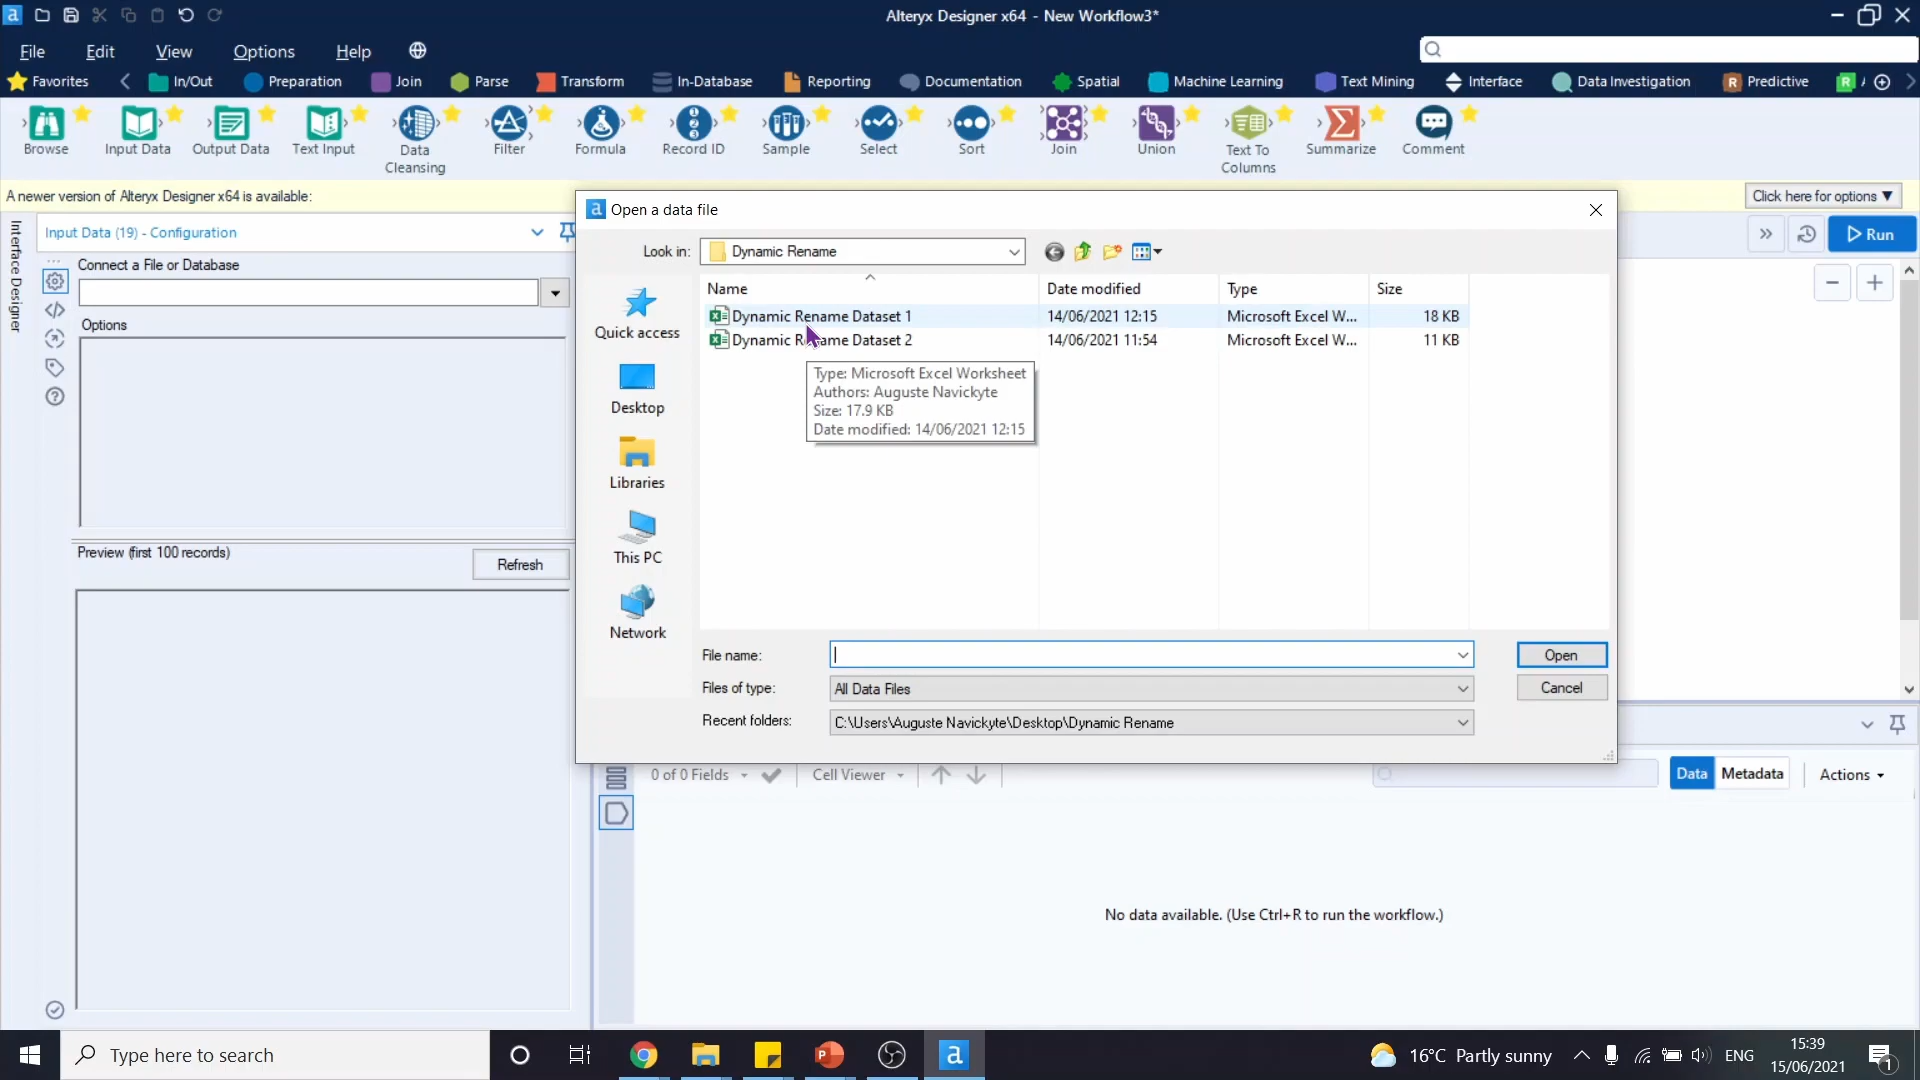 Alteryx Designer x64 - New Workflow3*
File Edit View Options Help
Favorites In/Out Preparation Join Parse Transform In-Database Reporting Documentation Spatial Machine Learning Text Mining Interface Data Investigation Predictive
Browse Input Data Output Data Text Input Data Cleansing Filter Formula Record ID Sample Select Sort Join Union Text To Columns Summarize Comment
A newer version of Alteryx Designer x64 is available:
Click here for options ▼
Interface Designer
Input Data (19) - Configuration
Connect a File or Database
Options
Preview (first 100 records)
Refresh
Run
Open a data file
Look in: Dynamic Rename
Name Date modified Type Size
Dynamic Rename Dataset 1 14/06/2021 12:15 Microsoft Excel W... 18 KB
Dynamic Rename Dataset 2 14/06/2021 11:54 Microsoft Excel W... 11 KB
Type: Microsoft Excel Worksheet
Authors: Auguste Navickyte
Size: 17.9 KB
Date modified: 14/06/2021 12:15
Quick access
Desktop
Libraries
This PC
Network
File name:
Open
Files of type: All Data Files
Cancel
Recent folders: C:\Users\Auguste Navickyte\Desktop\Dynamic Rename
0 of 0 Fields Cell Viewer Data Metadata Actions
No data available. (Use Ctrl+R to run the workflow.)
Type here to search
16°C Partly sunny ENG
15:39
15/06/2021
1